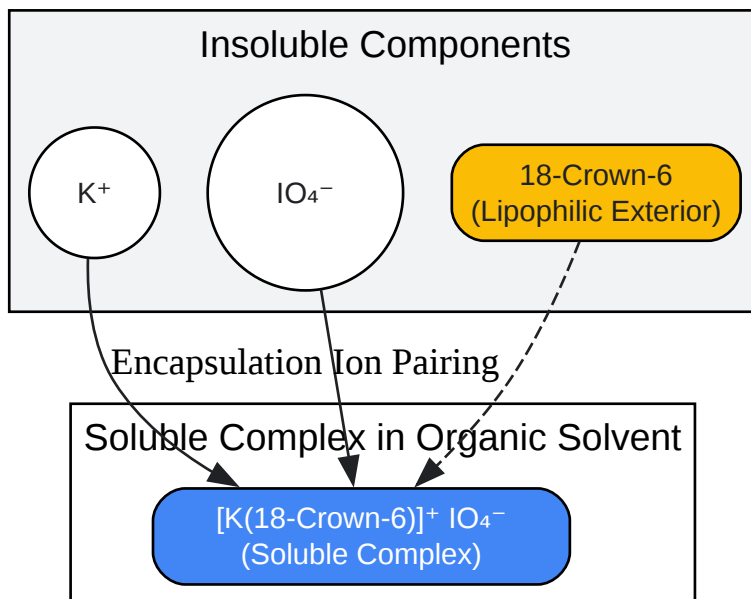 Insoluble Components
K⁺
IO₄⁻
18-Crown-6
(Lipophilic Exterior)
Encapsulation
Ion Pairing
Soluble Complex in Organic Solvent
[K(18-Crown-6)]⁺ IO₄⁻
(Soluble Complex)